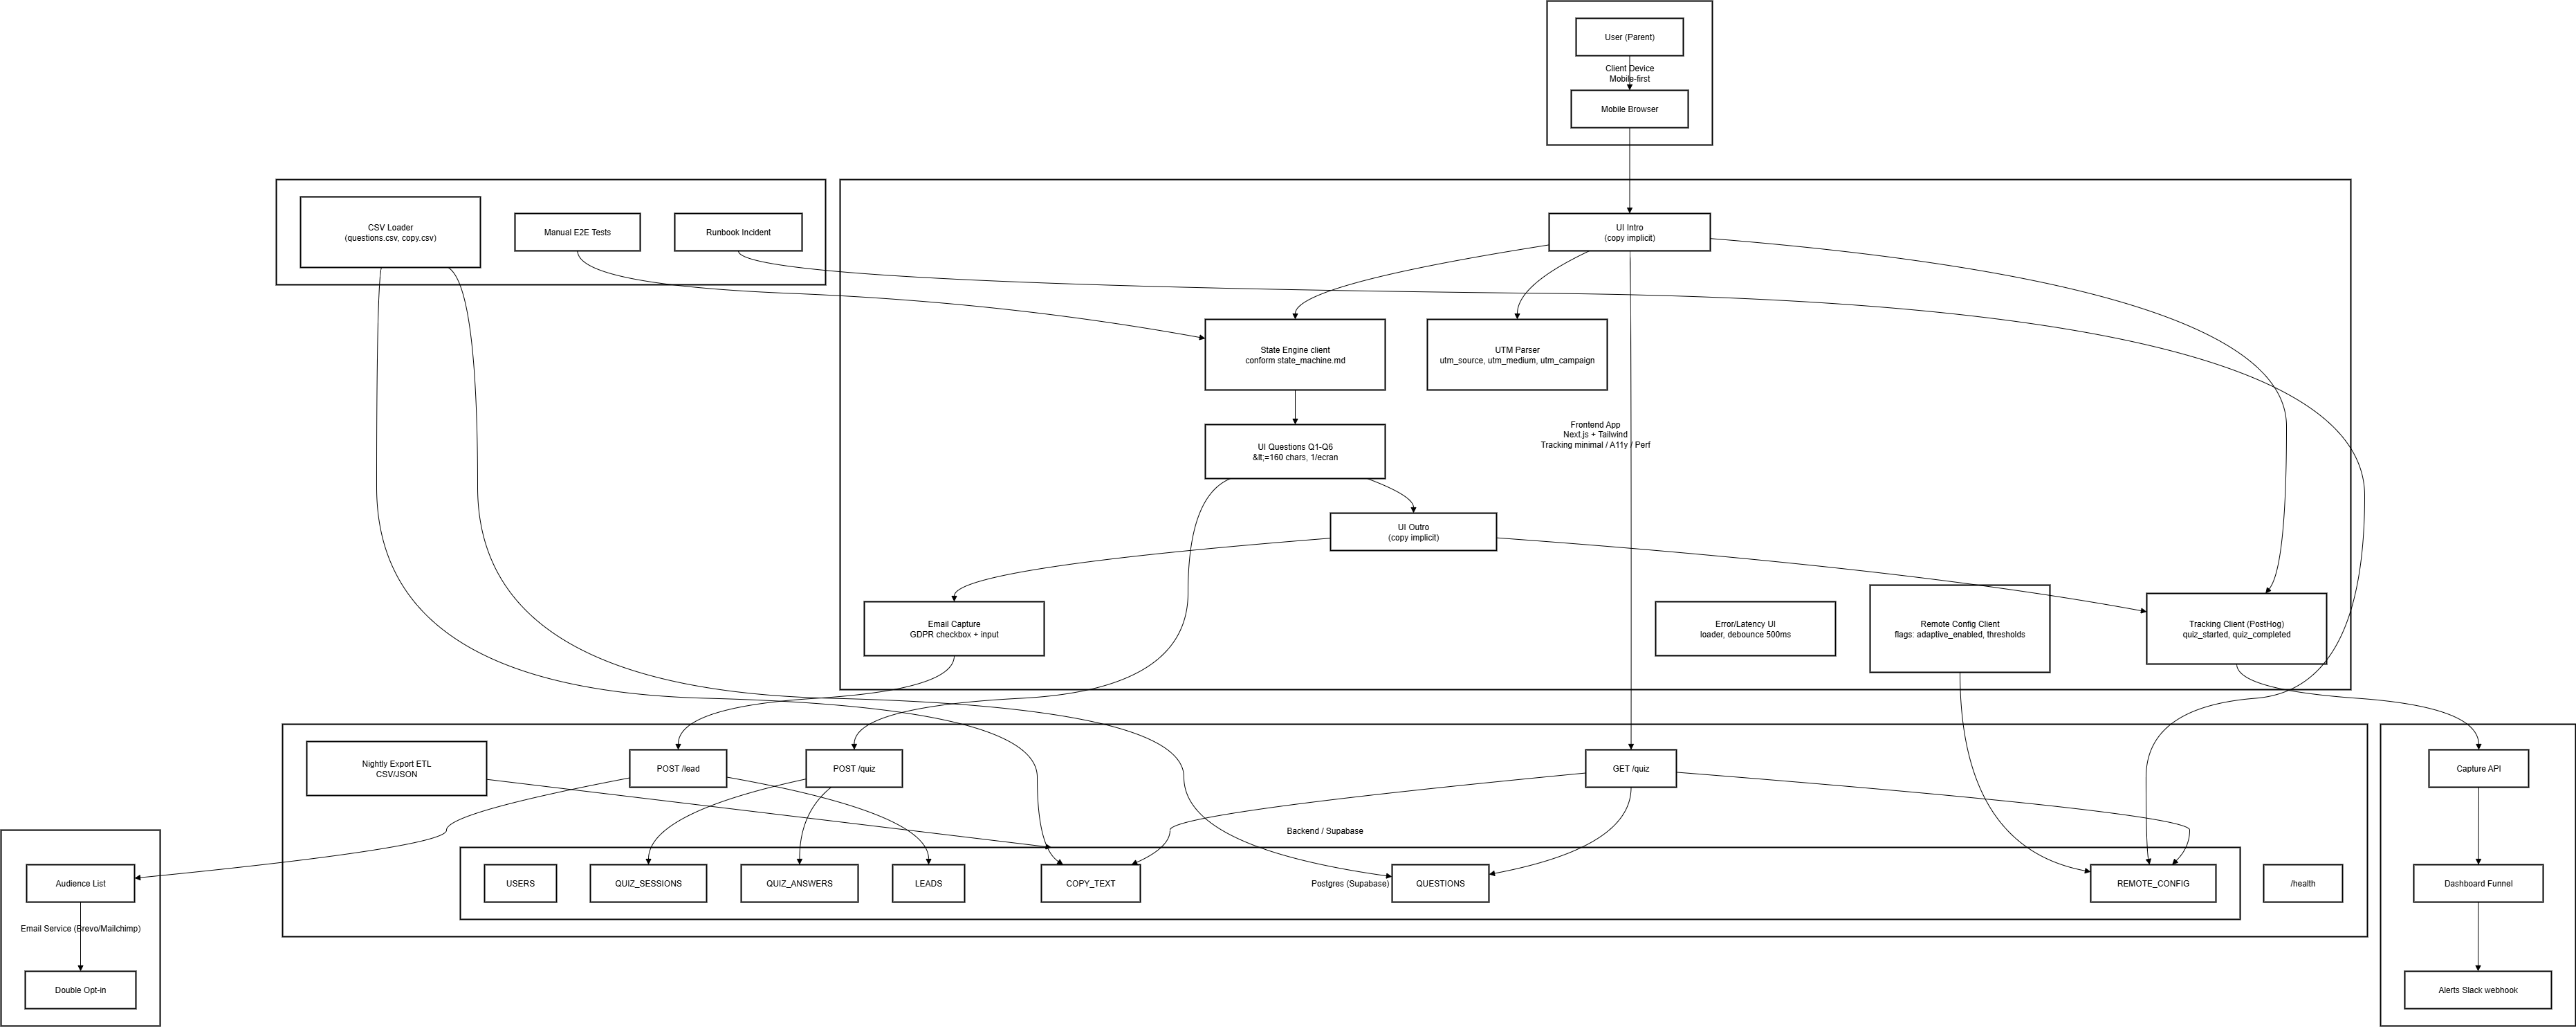 User (Parent)
Client Device
Mobile-first
Mobile Browser
CSV Loader
(questions.csv, copy.csv)
Manual E2E Tests
Runbook Incident
UI Intro
(copy implicit)
State Engine client
conform state_machine.md
UTM Parser
utm_source, utm_medium, utm_campaign
Frontend App
Next.js + Tailwind
Tracking minimal / A11y / Perf
UI Questions Q1-Q6
&lt;=160 chars, 1/ecran
UI Outro
(copy implicit)
Email Capture
GDPR checkbox + input
Error/Latency UI
loader, debounce 500ms
Remote Config Client
flags: adaptive_enabled, thresholds
Tracking Client (PostHog)
quiz_started, quiz_completed
Nightly Export ETL
CSV/JSON
POST /lead
POST /quiz
GET /quiz
Capture API
Backend / Supabase
Audience List
USERS
QUIZ_SESSIONS
QUIZ_ANSWERS
LEADS
COPY_TEXT
Postgres (Supabase)
QUESTIONS
REMOTE_CONFIG
/health
Dashboard Funnel
Email Service (Brevo/Mailchimp)
Double Opt-in
Alerts Slack webhook